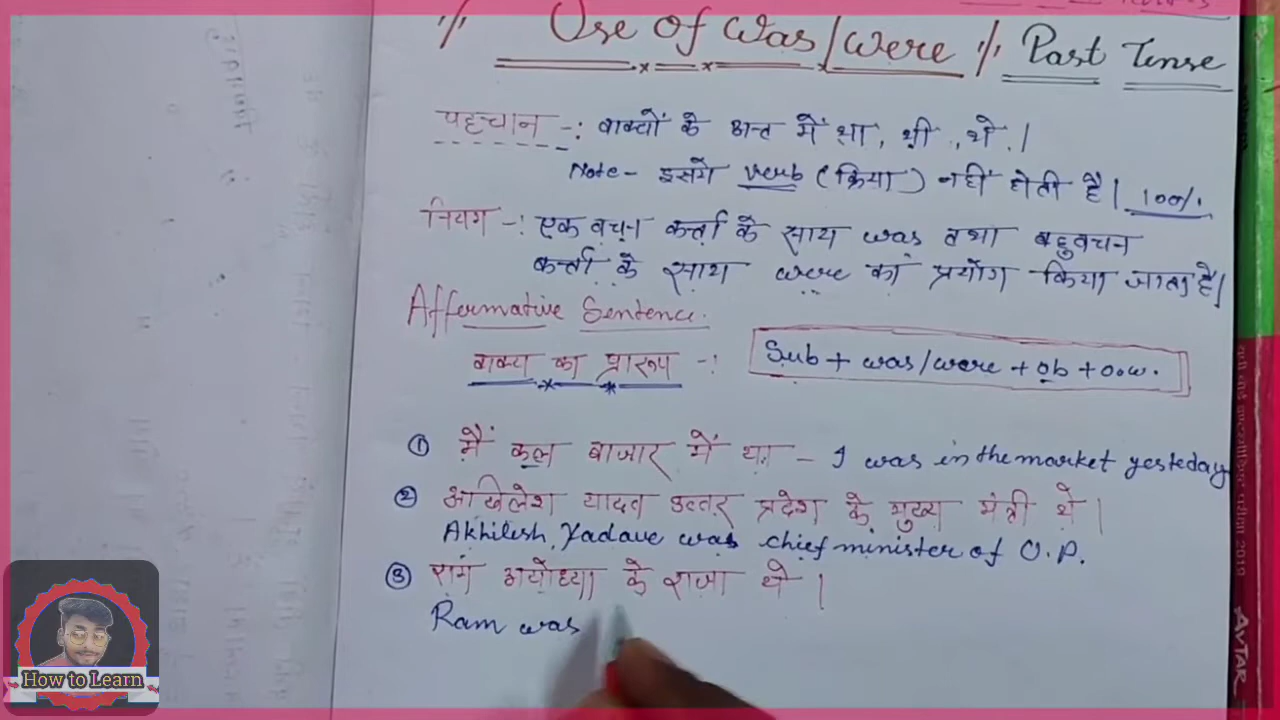 // Use Of Was/Were // Past Tense
पहचान -: वाक्यों के अन्त में था, थी, थे।
Note - इसमें verb (क्रिया) नहीं होती है। 100%
नियम -: एक वचन कर्त्ता के साथ was तथा बहुवचन
कर्त्ता के साथ were का प्रयोग किया जाता है।
Affermative Sentence.
वाक्य का प्रारूप -: Sub + was/were + ob + o.w.
① मैं कल बाजार में था - I was in the market yesteday
② अखिलेश यादव उत्तर प्रदेश के मुख्य मंत्री थे।
Akhilesh Yadave was chief minister of U.P.
③ राम अयोध्या के राजा थे।
Ram was
How to Learn
AVTAR